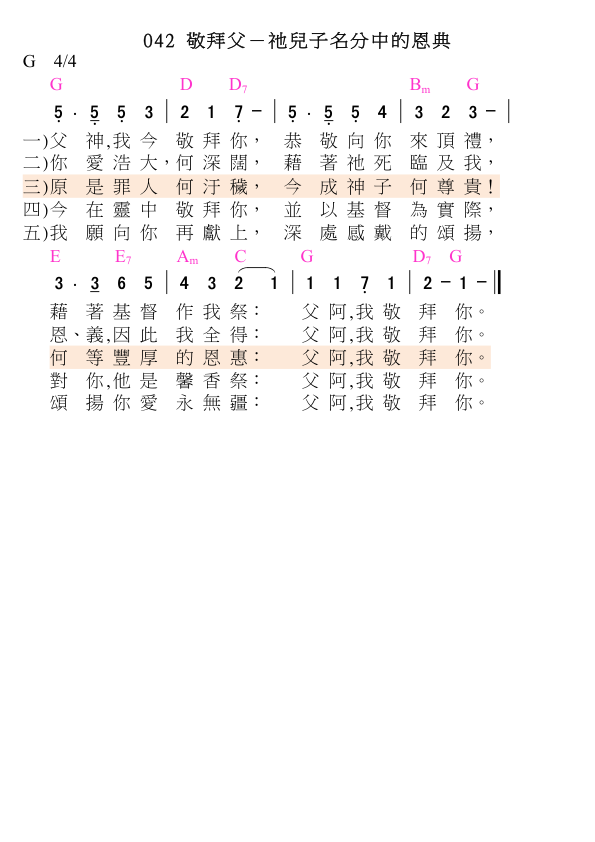 042 敬拜父－祂兒子名分中的恩典
G 4/4
G D D7 Bm G
5 . 5 5 3 | 2 1 7 － | 5 . 5 5 4 | 3 2 3 － |
一)父 神,我 今 敬 拜 你， 恭 敬 向 你 來 頂 禮，
二)你 愛 浩 大，何 深 闊， 藉 著 祂 死 臨 及 我，
三)原 是 罪 人 何 汙 穢， 今 成 神 子 何 尊 貴！
四)今 在 靈 中 敬 拜 你， 並 以 基 督 為 實 際，
五)我 願 向 你 再 獻 上， 深 處 感 戴 的 頌 揚，
E E7 Am C G D7 G
3 . 3 6 5 | 4 3 2 1 | 1 1 7 1 | 2 － 1 － ‖
藉 著 基 督 作 我 祭： 父 阿,我 敬 拜 你。
恩、義,因 此 我 全 得： 父 阿,我 敬 拜 你。
何 等 豐 厚 的 恩 惠： 父 阿,我 敬 拜 你。
對 你,他 是 馨 香 祭： 父 阿,我 敬 拜 你。
頌 揚 你 愛 永 無 疆： 父 阿,我 敬 拜 你。